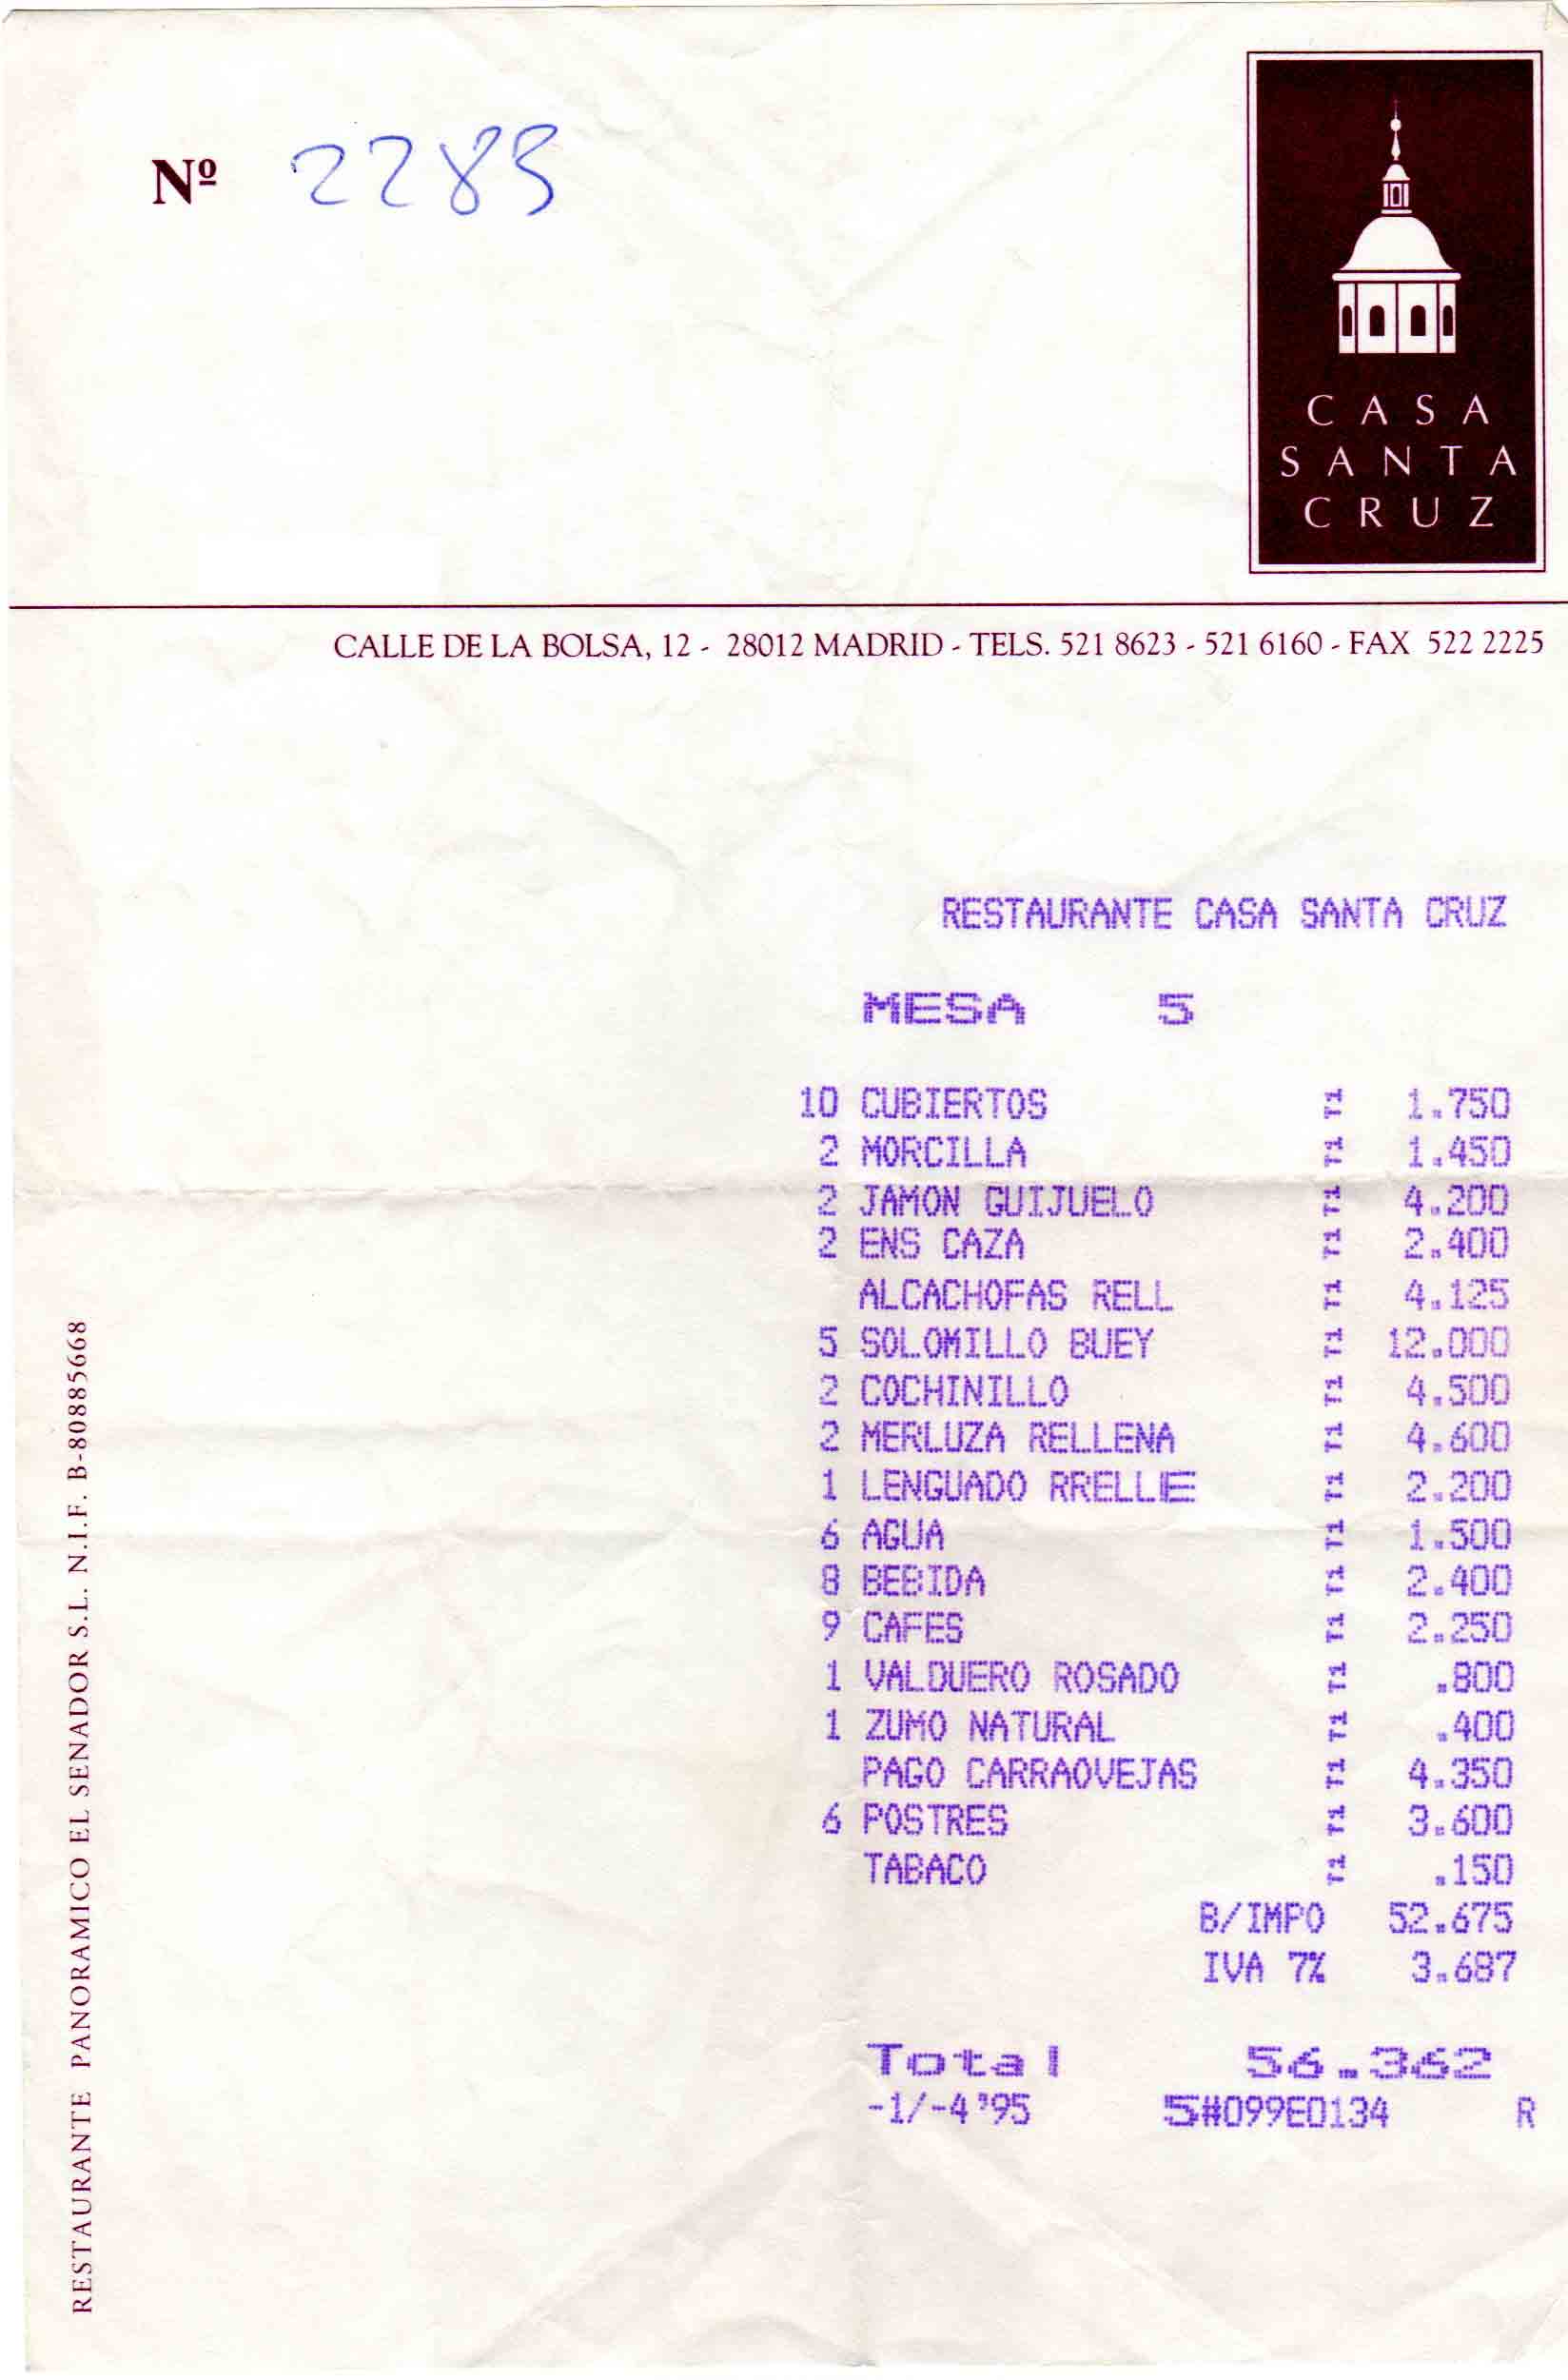 Nº 2285
CASA
SANTA
CRUZ
CALLE DE LA BOLSA, 12 - 28012 MADRID - TELS. 521 8623 - 521 6160 - FAX 522 2225
RESTAURANTE CASA SANTA CRUZ
MESA 5
10 CUBIERTOS T1 1.750
2 MORCILLA T1 1.450
2 JAMON GUIJUELO T1 4.200
2 ENS CAZA T1 2.400
ALCACHOFAS RELL T1 4.125
5 SOLOMILLO BUEY T1 12.000
2 COCHINILLO T1 4.500
2 MERLUZA RELLENA T1 4.600
1 LENGUADO RRELLE T1 2.200
6 AGUA T1 1.500
8 BEBIDA T1 2.400
9 CAFES T1 2.250
1 VALDUERO ROSADO T1 .800
1 ZUMO NATURAL T1 .400
PAGO CARRAOVEJAS T1 4.350
6 POSTRES T1 3.600
TABACO T1 .150
B/IMPO 52.675
IVA 7% 3.687
Total 56.362
-1/-4'95 5#099E0134 R
RESTAURANTE PANORAMICO EL SENADOR S.L. N.I.F. B-80885668